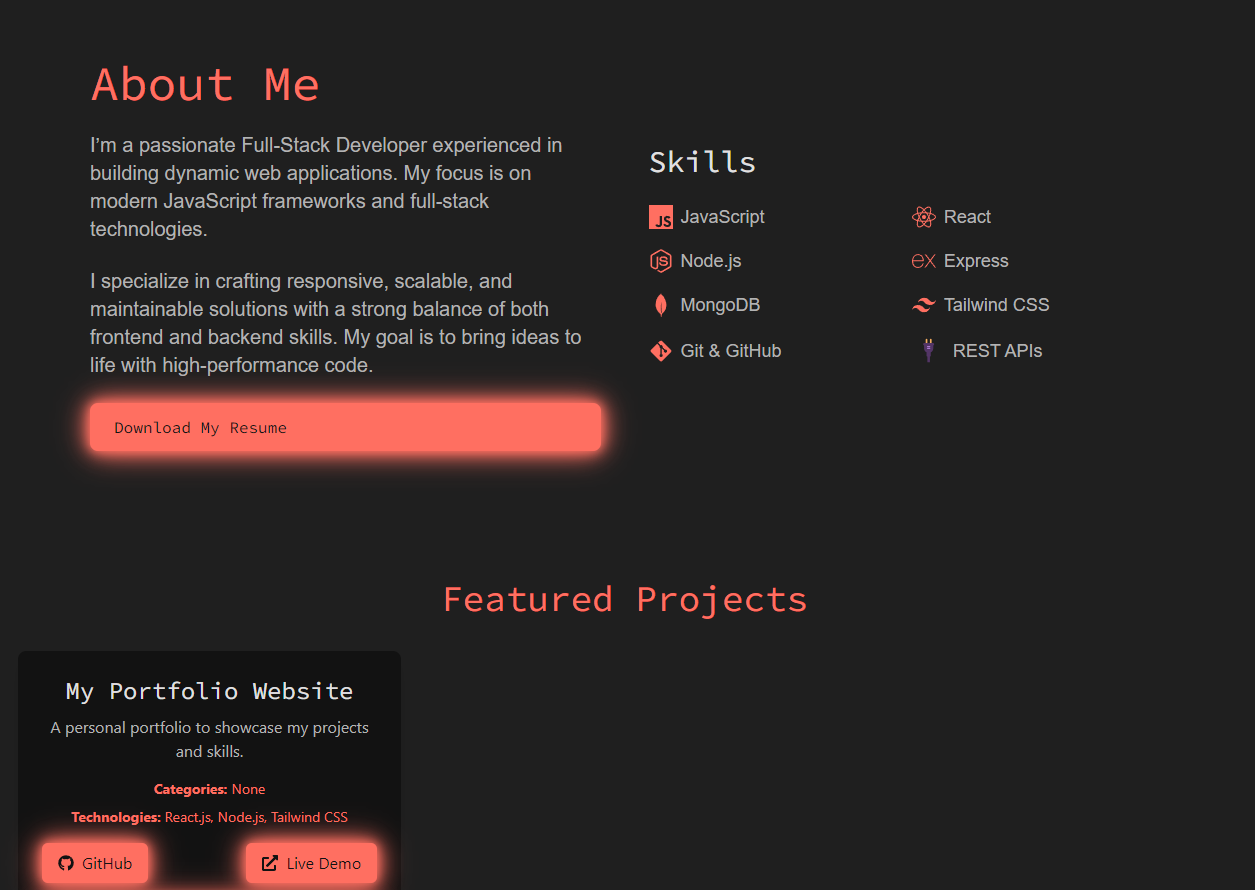 About Me
I'm a passionate Full-Stack Developer experienced in
building dynamic web applications. My focus is on
modern JavaScript frameworks and full-stack
technologies.
I specialize in crafting responsive, scalable, and
maintainable solutions with a strong balance of both
frontend and backend skills. My goal is to bring ideas to
life with high-performance code.
Download My Resume
Skills
JS JavaScript
React
JS Node.js
ex Express
MongoDB
Tailwind CSS
Git & GitHub
REST APIs
Featured Projects
My Portfolio Website
A personal portfolio to showcase my projects
and skills.
Categories: None
Technologies: React.js, Node.js, Tailwind CSS
GitHub
Live Demo